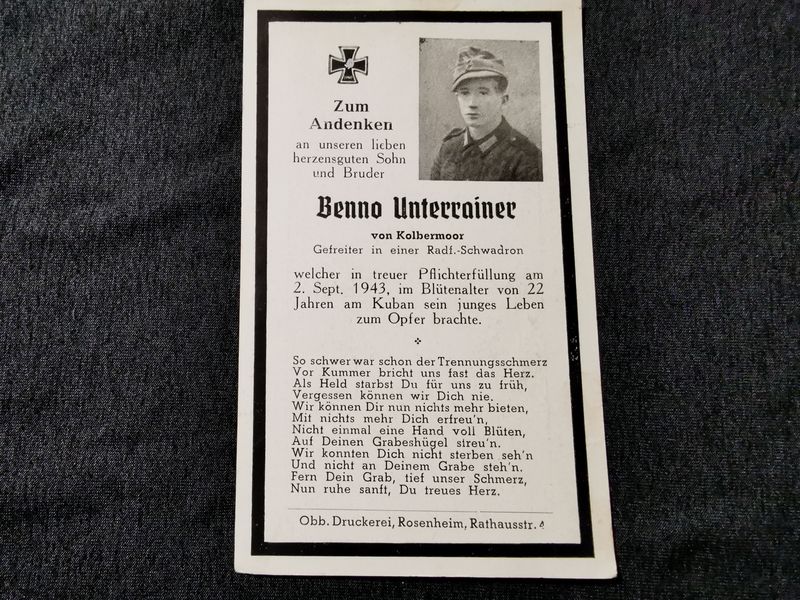 Zum
Andenken
an unseren lieben
herzensguten Sohn
und Bruder
Benno Unterrainer
von Kolbermoor
Gefreiter in einer Radf.-Schwadron
welcher in treuer Pflichterfüllung am
2. Sept. 1943, im Blütenalter von 22
Jahren am Kuban sein junges Leben
zum Opfer brachte.
So schwer war schon der Trennungsschmerz
Vor Kummer bricht uns fast das Herz.
Als Held starbst Du für uns zu früh,
Vergessen können wir Dich nie.
Wir können Dir nun nichts mehr bieten,
Mit nichts mehr Dich erfreu'n,
Nicht einmal eine Hand voll Blüten,
Auf Deinen Grabeshügel streu'n.
Wir konnten Dich nicht sterben seh'n
Und nicht an Deinem Grabe steh'n.
Fern Dein Grab, tief unser Schmerz,
Nun ruhe sanft, Du treues Herz.
Obb. Druckerei, Rosenheim, Rathausstr.